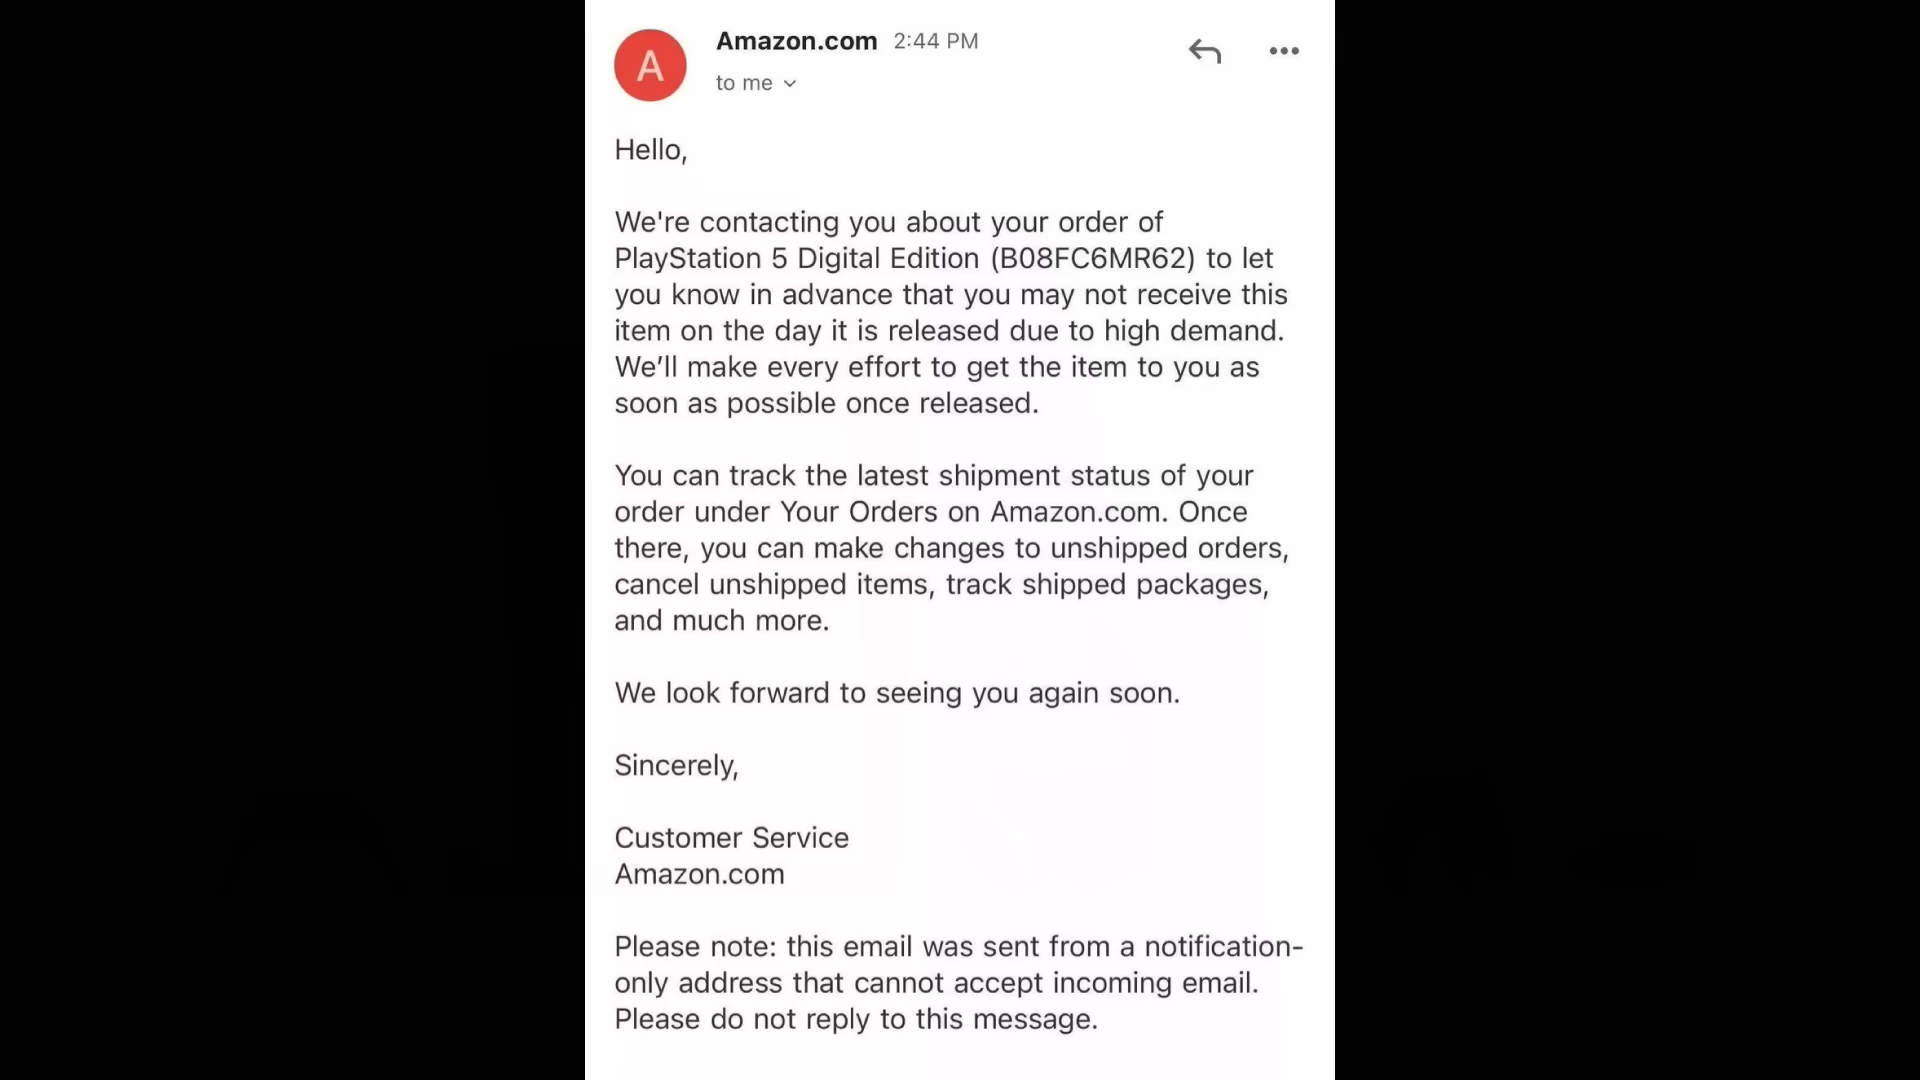 A
Amazon.com 2:44 PM
to me
Hello,
We're contacting you about your order of
PlayStation 5 Digital Edition (B08FC6MR62) to let
you know in advance that you may not receive this
item on the day it is released due to high demand.
We’ll make every effort to get the item to you as
soon as possible once released.
You can track the latest shipment status of your
order under Your Orders on Amazon.com. Once
there, you can make changes to unshipped orders,
cancel unshipped items, track shipped packages,
and much more.
We look forward to seeing you again soon.
Sincerely,
Customer Service
Amazon.com
Please note: this email was sent from a notification-
only address that cannot accept incoming email.
Please do not reply to this message.